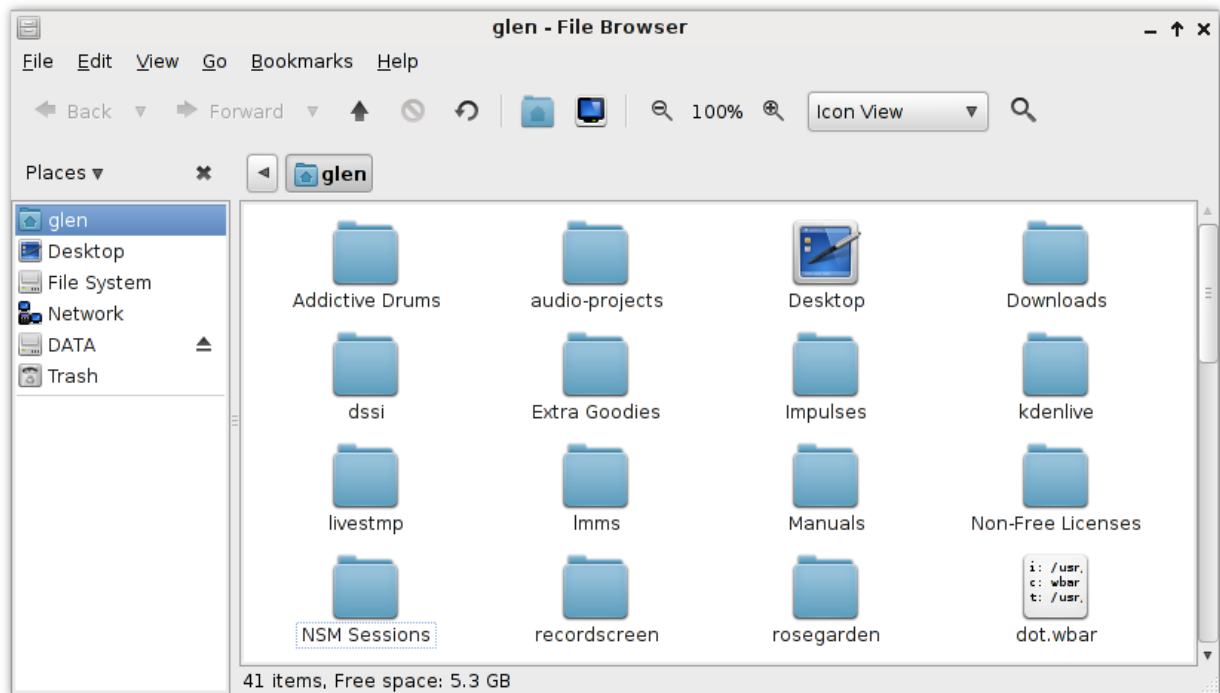 glen - File Browser
File Edit View Go Bookmarks Help
Back Forward 100% Icon View
Places glen
glen
Desktop
File System
Network
DATA
Trash
Addictive Drums audio-projects Desktop Downloads
dssi Extra Goodies Impulses kdenlive
livestmp lmms Manuals Non-Free Licenses
i: /usr,
c: wbar
t: /usr,
NSM Sessions recordscreen rosegarden dot.wbar
41 items, Free space: 5.3 GB